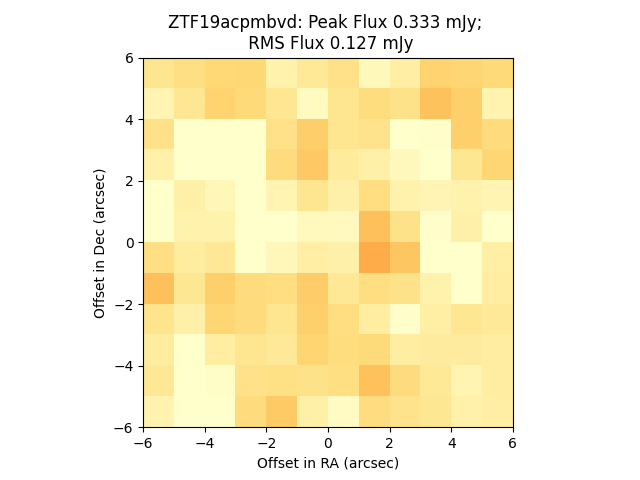 ZTF19acpmbvd: Peak Flux 0.333 mJy;
RMS Flux 0.127 mJy
6
4
2
0
−2
−4
−6
Offset in Dec (arcsec)
−6 −4 −2 0 2 4 6
Offset in RA (arcsec)